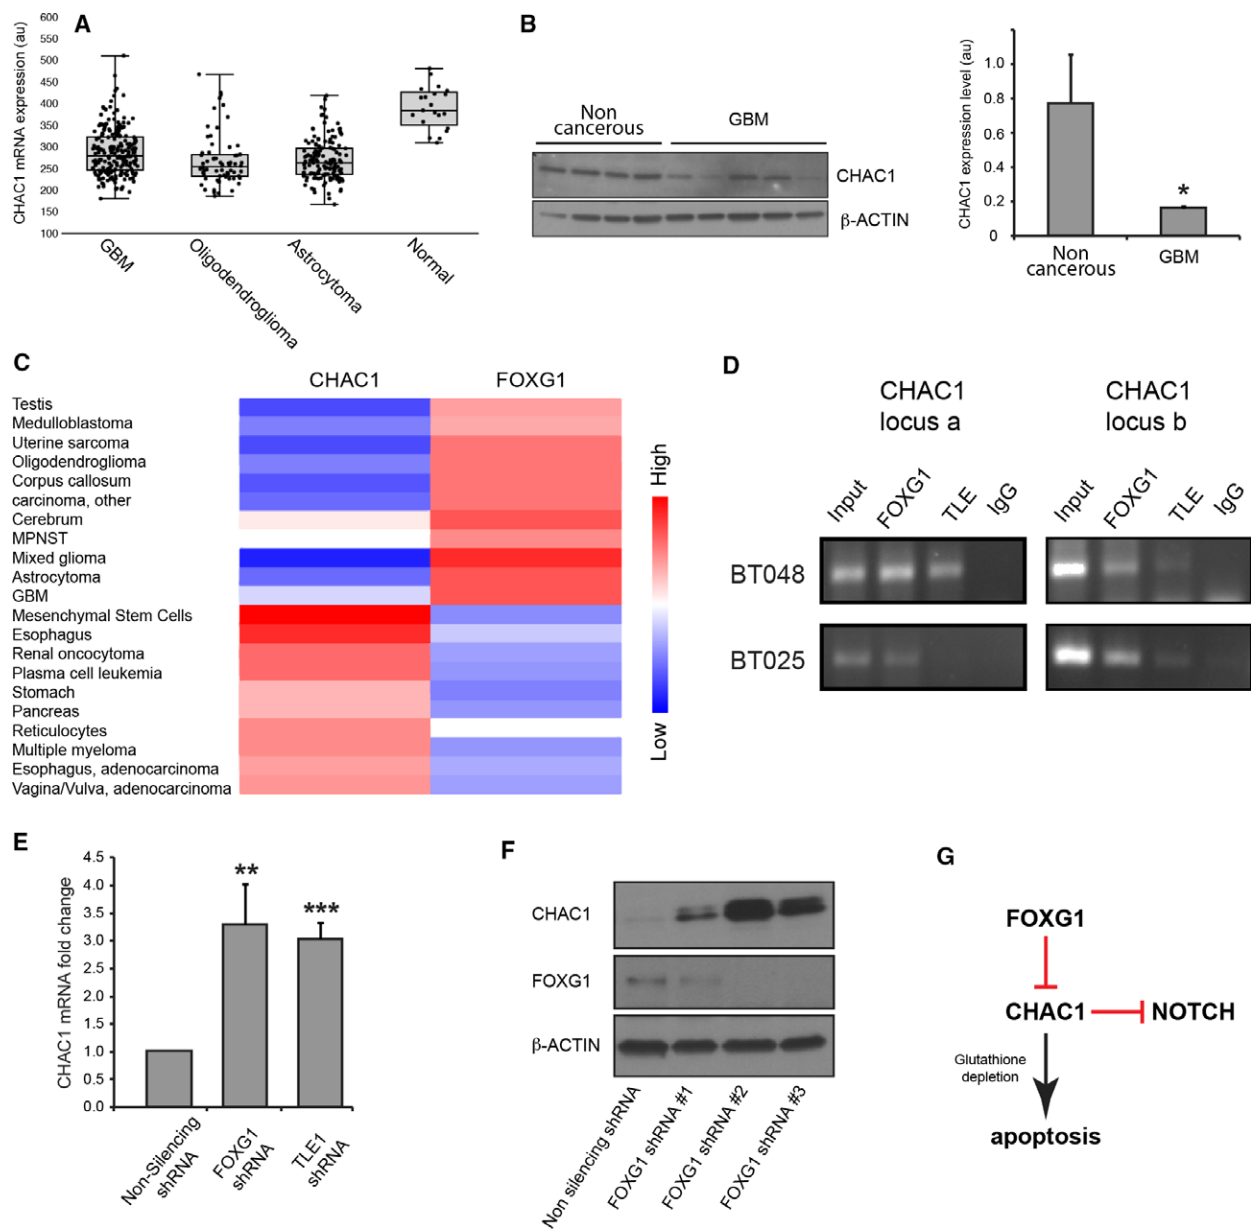 A
CHAC1 mRNA expression (au)
600
550
500
450
400
350
300
250
200
150
100
GBM
Oligodendroglioma
Astrocytoma
Normal
B
Non
cancerous
GBM
CHAC1
β-ACTIN
CHAC1 expression level (au)
1.0
0.8
0.6
0.4
0.2
0
*
Non
cancerous
GBM
C
CHAC1
FOXG1
Testis
Medulloblastoma
Uterine sarcoma
Oligodendroglioma
Corpus callosum
carcinoma, other
Cerebrum
MPNST
Mixed glioma
Astrocytoma
GBM
Mesenchymal Stem Cells
Esophagus
Renal oncocytoma
Plasma cell leukemia
Stomach
Pancreas
Reticulocytes
Multiple myeloma
Esophagus, adenocarcinoma
Vagina/Vulva, adenocarcinoma
High
Low
D
CHAC1
locus a
CHAC1
locus b
Input
FOXG1
TLE
IgG
Input
FOXG1
TLE
IgG
BT048
BT025
E
CHAC1 mRNA fold change
4.5
4.0
3.5
3.0
2.5
2.0
1.5
1.0
0.5
0.0
**
***
Non-Silencing
shRNA
FOXG1
shRNA
TLE1
shRNA
F
CHAC1
FOXG1
β-ACTIN
Non silencing shRNA
FOXG1 shRNA #1
FOXG1 shRNA #2
FOXG1 shRNA #3
G
FOXG1
CHAC1
NOTCH
Glutathione
depletion
apoptosis